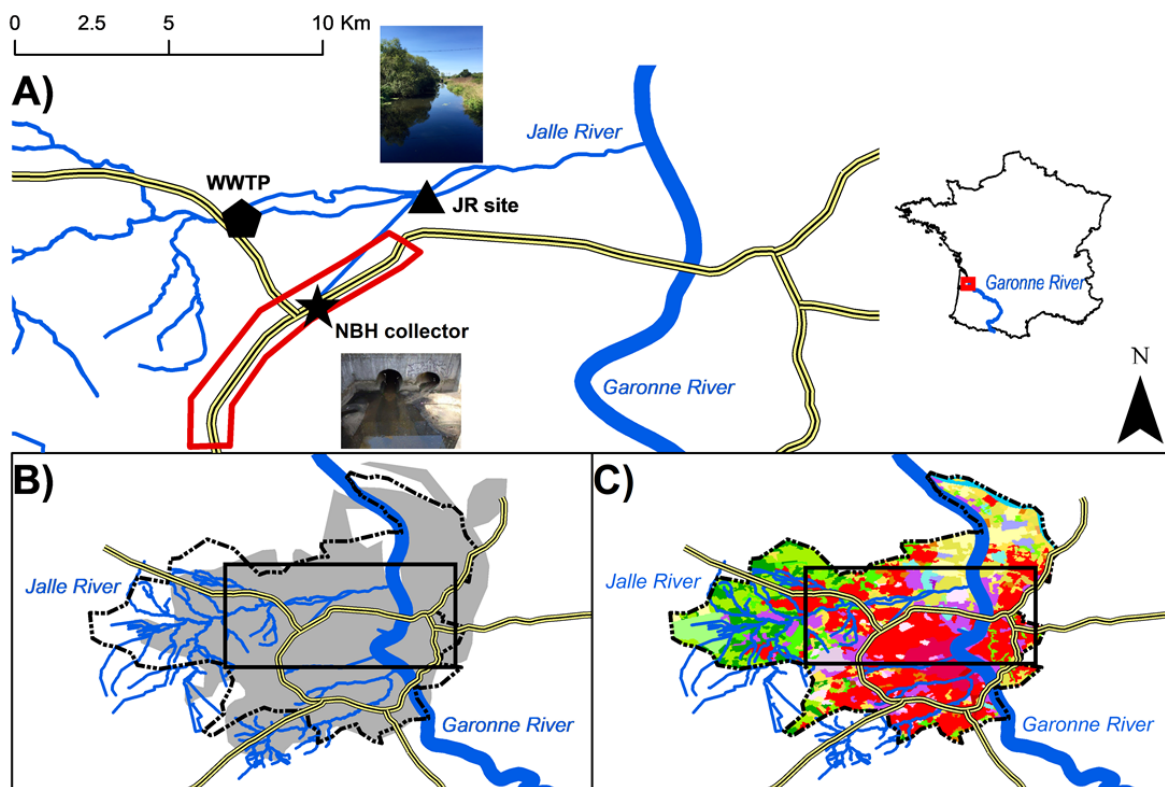 0 2.5 5 10 Km
A)
Jalle River
WWTP
JR site
NBH collector
Garonne River
Garonne River
N
B)
Jalle River
Garonne River
C)
Jalle River
Garonne River